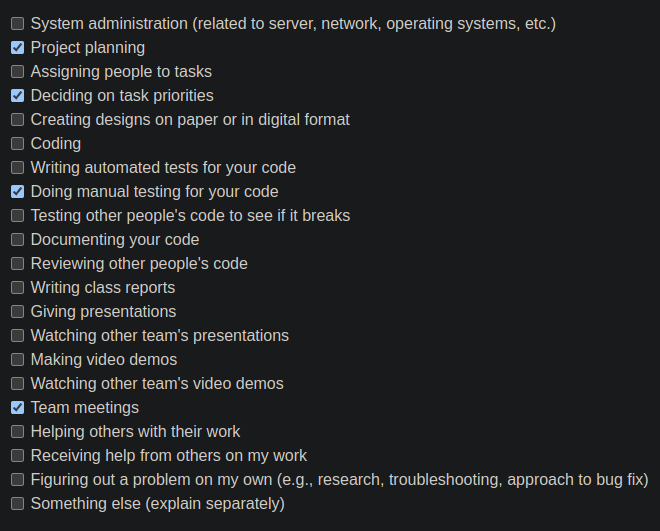 System administration (related to server, network, operating systems, etc.)
Project planning
Assigning people to tasks
Deciding on task priorities
Creating designs on paper or in digital format
Coding
Writing automated tests for your code
Doing manual testing for your code
Testing other people's code to see if it breaks
Documenting your code
Reviewing other people's code
Writing class reports
Giving presentations
Watching other team's presentations
Making video demos
Watching other team's video demos
Team meetings
Helping others with their work
Receiving help from others on my work
Figuring out a problem on my own (e.g., research, troubleshooting, approach to bug fix)
Something else (explain separately)